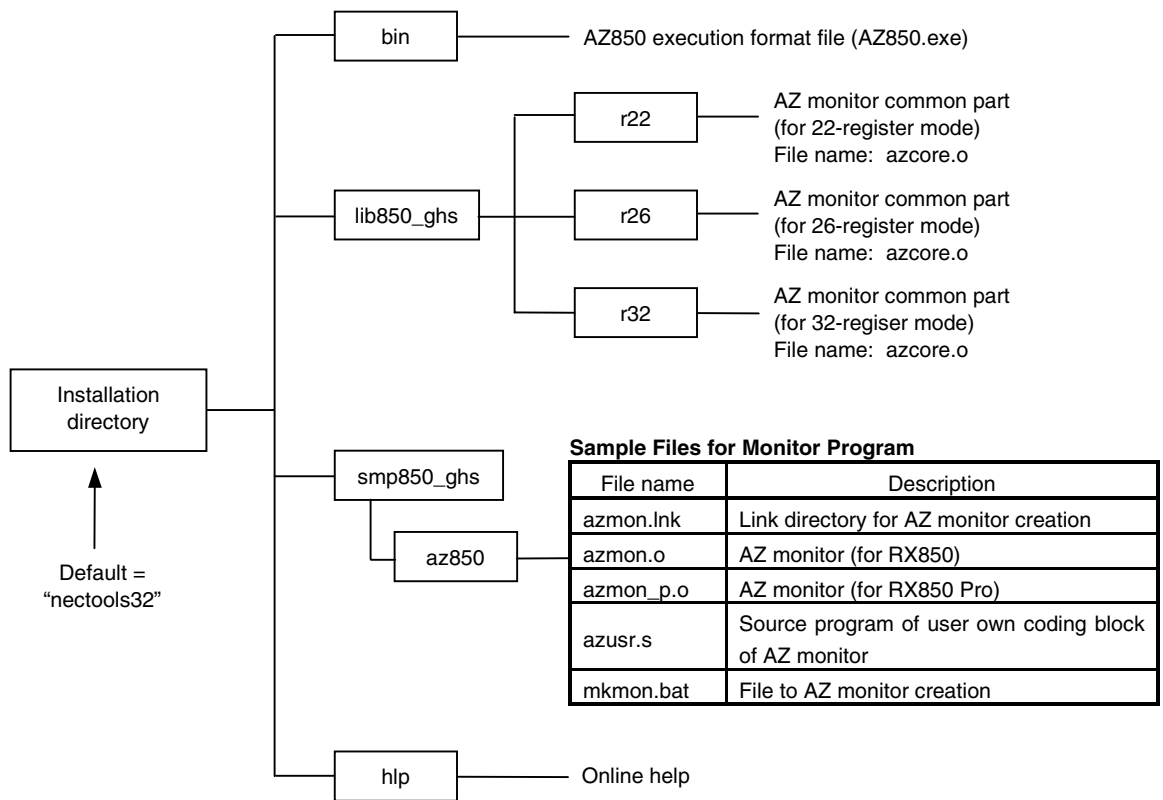 bin
AZ850 execution format file (AZ850.exe)
lib850_ghs
r22
AZ monitor common part
(for 22-register mode)
File name: azcore.o
r26
AZ monitor common part
(for 26-register mode)
File name: azcore.o
r32
AZ monitor common part
(for 32-regiser mode)
File name: azcore.o
Installation
directory
Default =
“nectools32”
smp850_ghs
az850
Sample Files for Monitor Program
File name Description
azmon.lnk Link directory for AZ monitor creation
azmon.o AZ monitor (for RX850)
azmon_p.o AZ monitor (for RX850 Pro)
azusr.s Source program of user own coding block
of AZ monitor
mkmon.bat File to AZ monitor creation
hlp
Online help